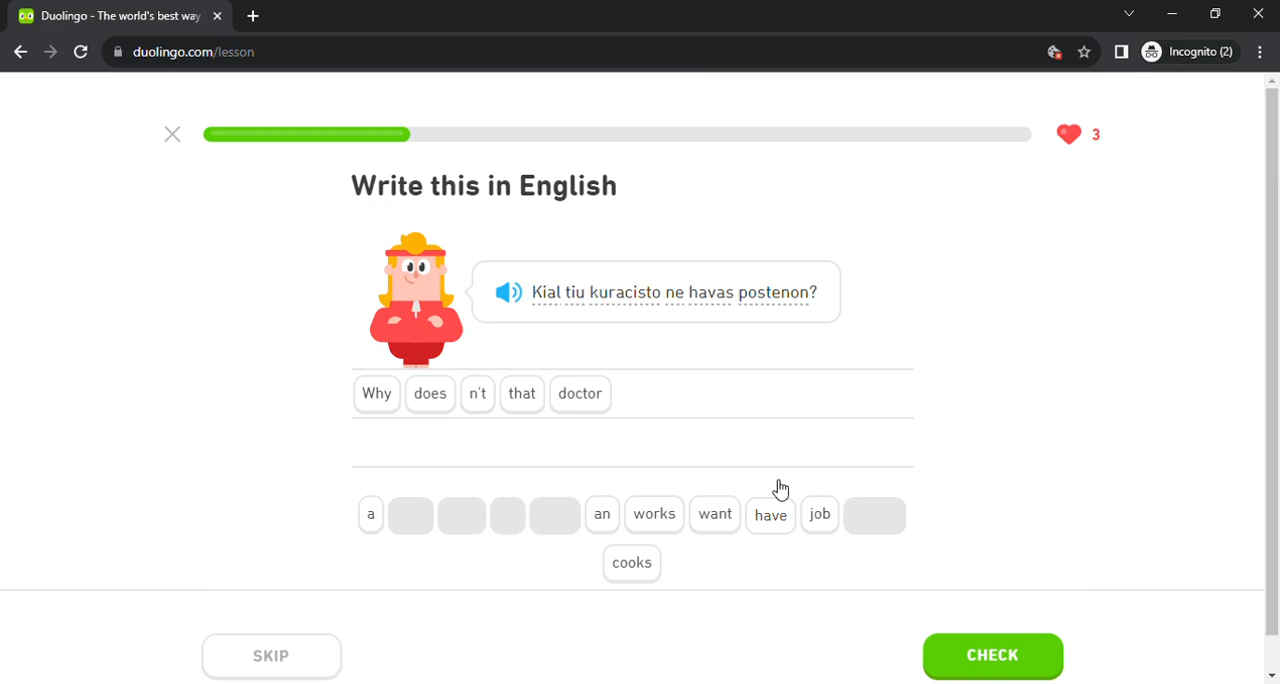 Duolingo - The world's best way
duolingo.com/lesson
Incognito (2)
3
Write this in English
Kial tiu kuracisto ne havas postenon?
Why does n't that doctor
a an works want have job
cooks
SKIP CHECK